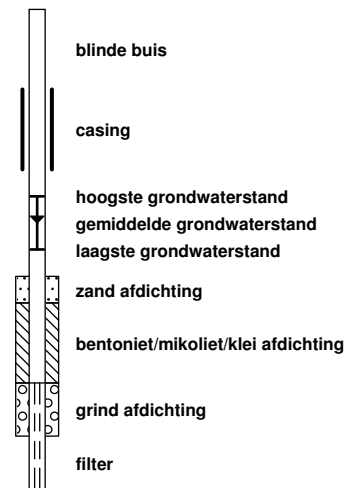 blinde buis
casing
hoogste grondwaterstand
gemiddelde grondwaterstand
laagste grondwaterstand
zand afdichting
bentoniet/mikoliet/klei afdichting
grind afdichting
filter